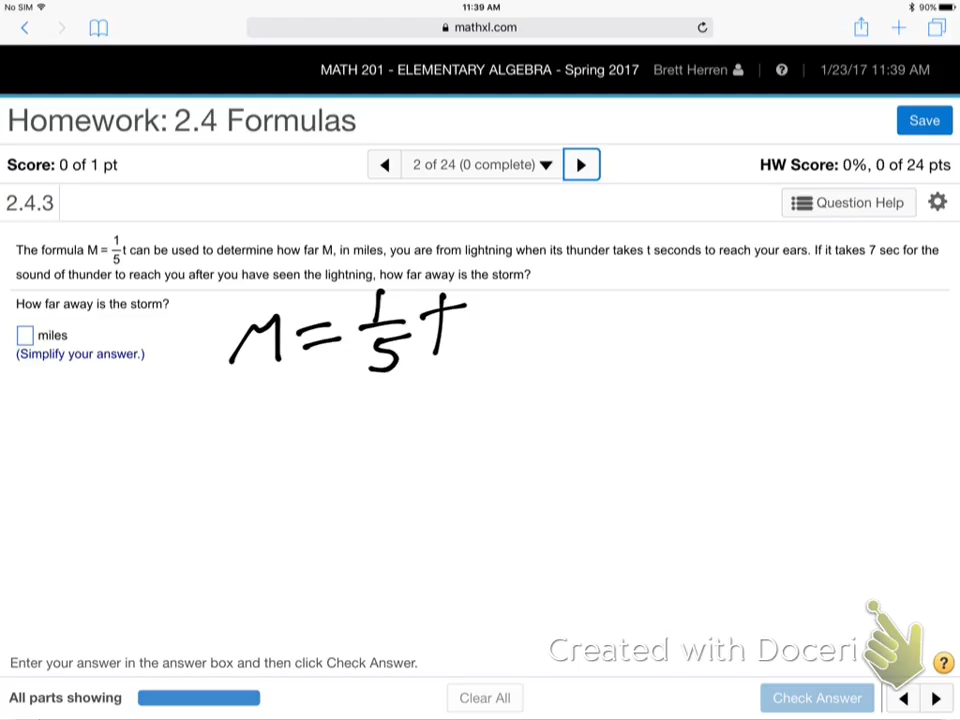 No SIM 11:39 AM 90%
mathxl.com
MATH 201 - ELEMENTARY ALGEBRA - Spring 2017 Brett Herren ? 1/23/17 11:39 AM
Homework: 2.4 Formulas Save
Score: 0 of 1 pt 2 of 24 (0 complete) HW Score: 0%, 0 of 24 pts
2.4.3 Question Help
The formula M = 1/5 t can be used to determine how far M, in miles, you are from lightning when its thunder takes t seconds to reach your ears. If it takes 7 sec for the
sound of thunder to reach you after you have seen the lightning, how far away is the storm?
How far away is the storm?
miles
(Simplify your answer.)
M = 1/5 t
Created with Doceri
Enter your answer in the answer box and then click Check Answer. ?
All parts showing Clear All Check Answer